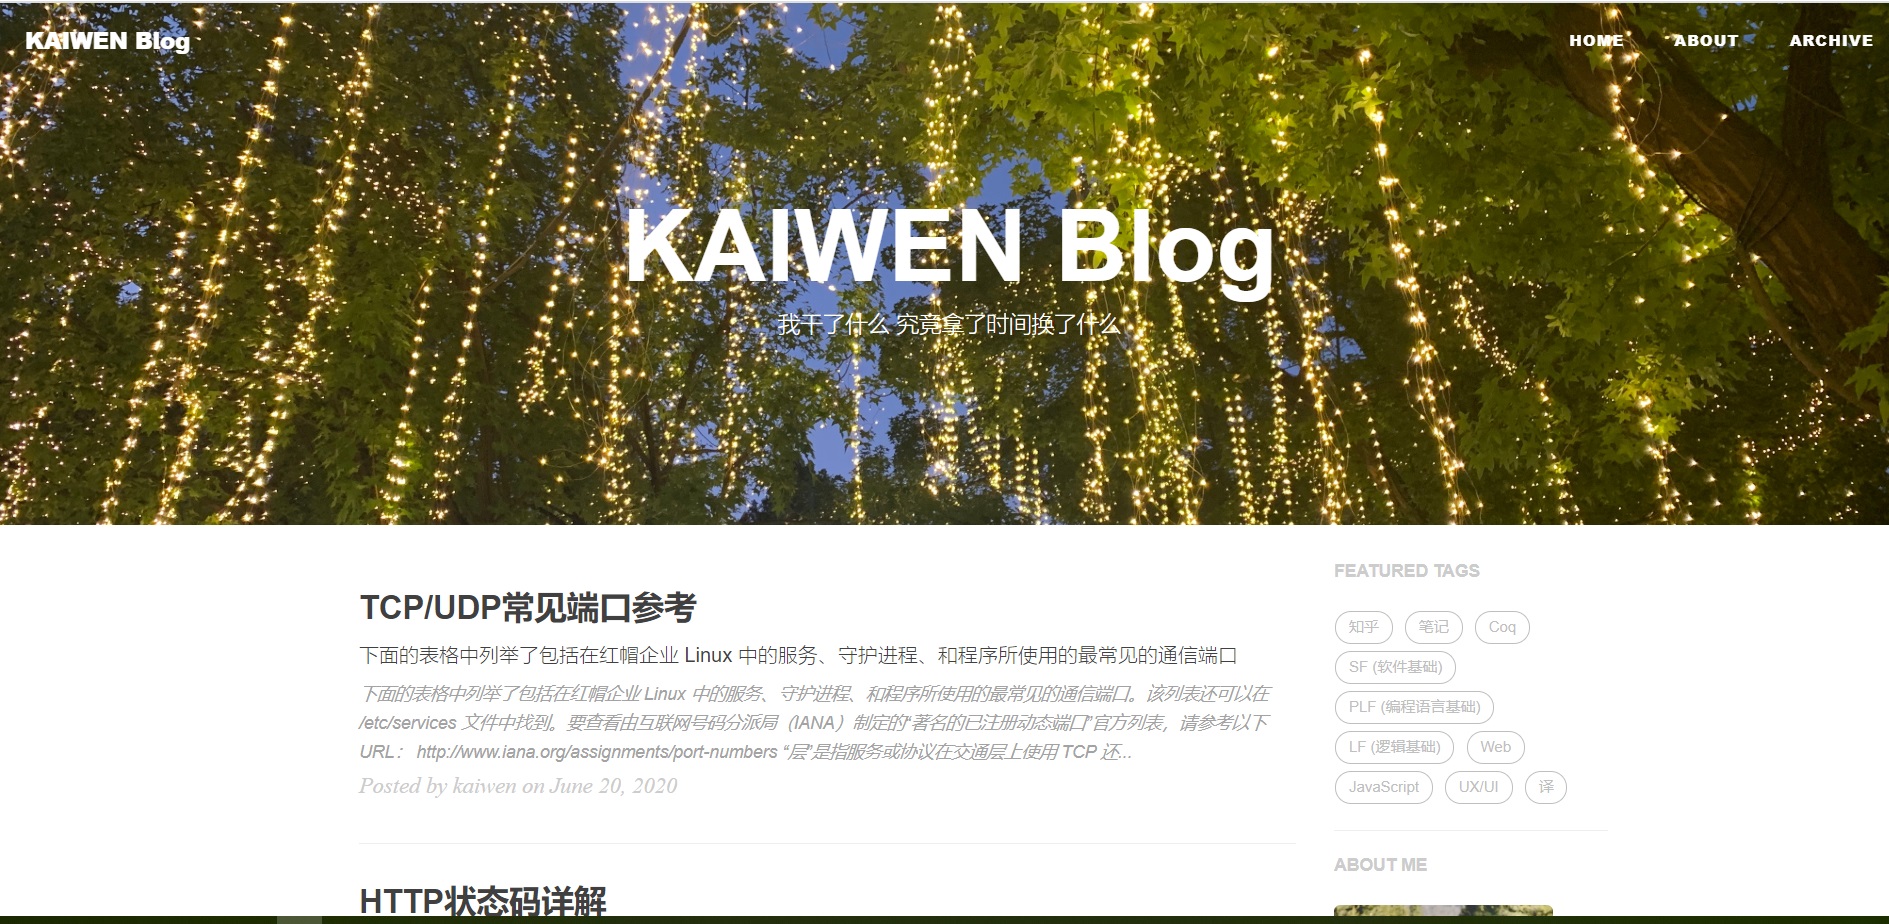 KAIWEN Blog
HOME ABOUT ARCHIVE
KAIWEN Blog
我干了什么 究竟拿了时间换了什么
TCP/UDP常见端口参考
下面的表格中列举了包括在红帽企业 Linux 中的服务、守护进程、和程序所使用的最常见的通信端口
下面的表格中列举了包括在红帽企业 Linux 中的服务、守护进程、和程序所使用的最常见的通信端口。该列表还可以在
/etc/services 文件中找到。要查看由互联网号码分派局（IANA）制定的“著名的已注册动态端口”官方列表，请参考以下
URL： http://www.iana.org/assignments/port-numbers “层”是指服务或协议在交通层上使用 TCP 还...
Posted by kaiwen on June 20, 2020
HTTP状态码详解
FEATURED TAGS
知乎 笔记 Coq
SF (软件基础)
PLF (编程语言基础)
LF (逻辑基础) Web
JavaScript UX/UI 译
ABOUT ME